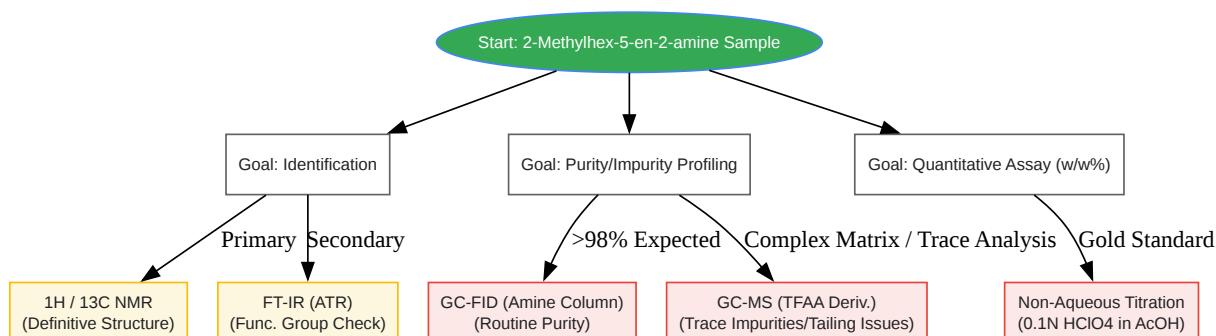 Start: 2-Methylhex-5-en-2-amine Sample
Goal: Identification
Goal: Purity/Impurity Profiling
Goal: Quantitative Assay (w/w%)
Primary
Secondary
>98% Expected
Complex Matrix / Trace Analysis
Gold Standard
1H / 13C NMR
(Definitive Structure)
FT-IR (ATR)
(Func. Group Check)
GC-FID (Amine Column)
(Routine Purity)
GC-MS (TFAA Deriv.)
(Trace Impurities/Tailing Issues)
Non-Aqueous Titration
(0.1N HClO4 in AcOH)